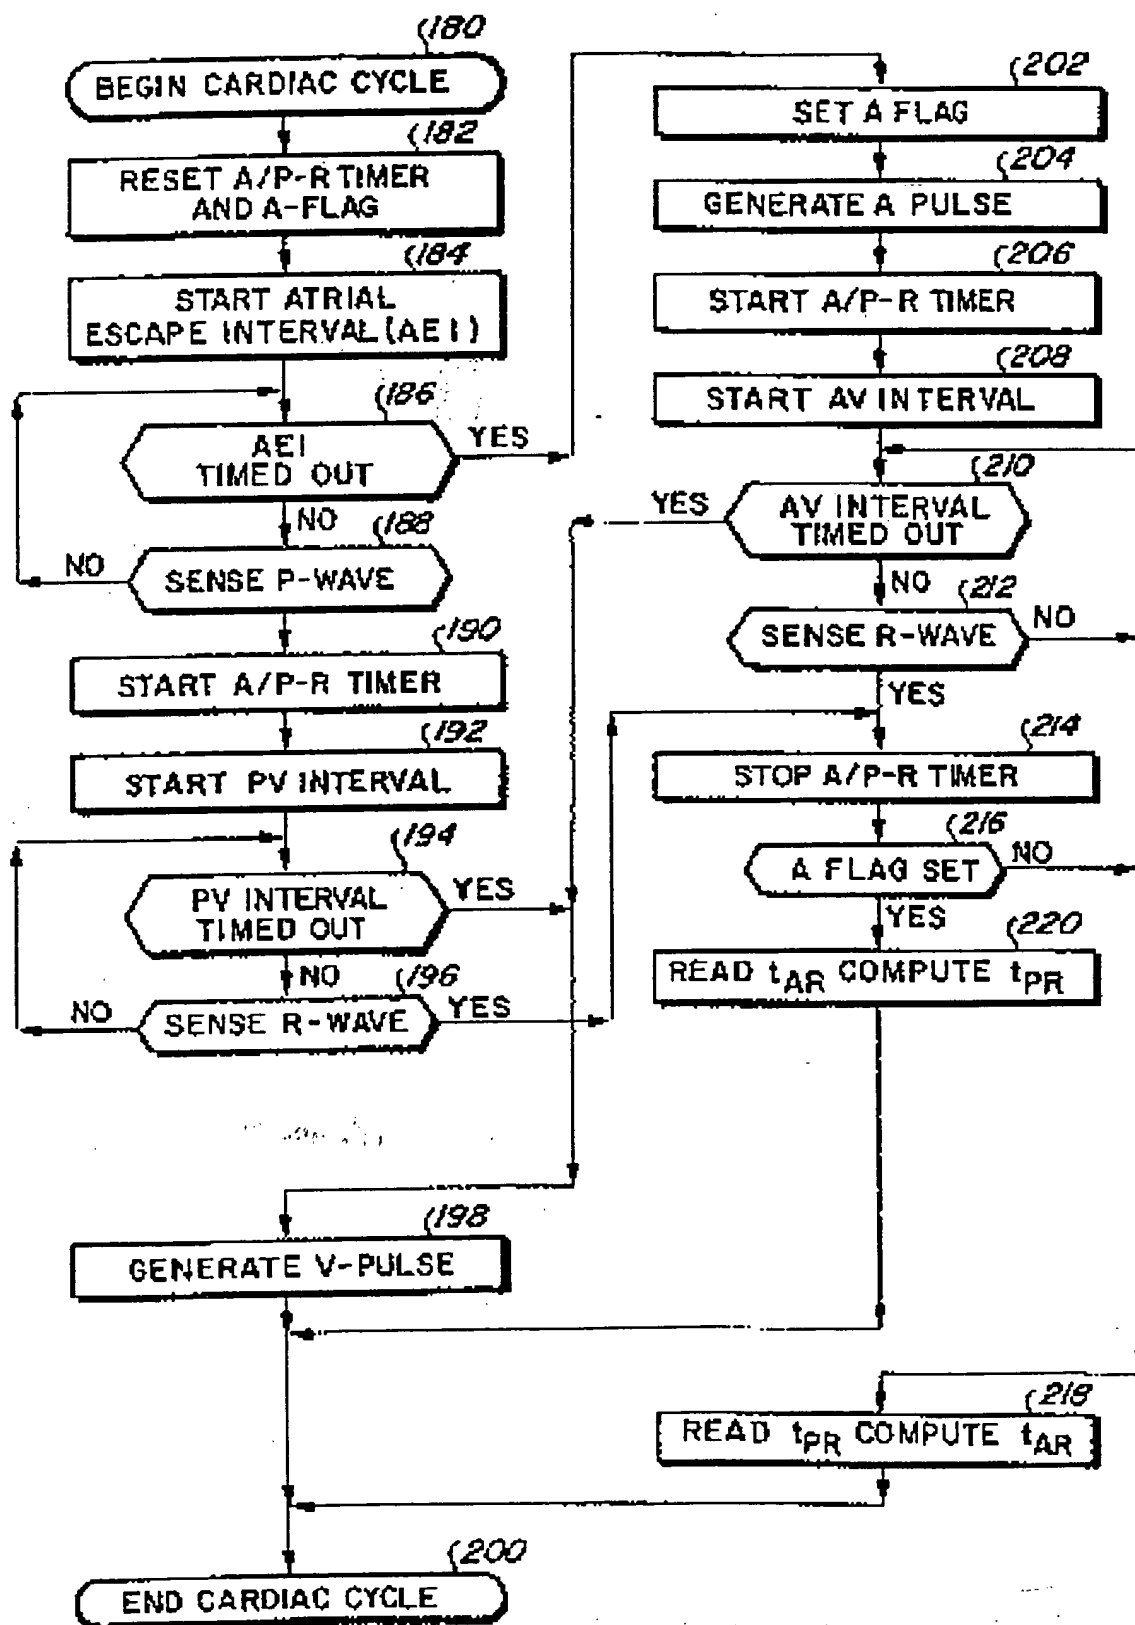 180
BEGIN CARDIAC CYCLE
182
RESET A/P-R TIMER
AND A-FLAG
184
START ATRIAL
ESCAPE INTERVAL (AEI)
186
AEI
TIMED OUT
YES
NO
188
SENSE P-WAVE
NO
190
START A/P-R TIMER
192
START PV INTERVAL
194
PV INTERVAL
TIMED OUT
YES
NO
196
SENSE R-WAVE
NO
YES
198
GENERATE V-PULSE
200
END CARDIAC CYCLE
202
SET A FLAG
204
GENERATE A PULSE
206
START A/P-R TIMER
208
START AV INTERVAL
210
AV INTERVAL
TIMED OUT
YES
NO
212
SENSE R-WAVE
NO
YES
214
STOP A/P-R TIMER
216
A FLAG SET
NO
YES
220
READ tAR COMPUTE tPR
218
READ tPR COMPUTE tAR